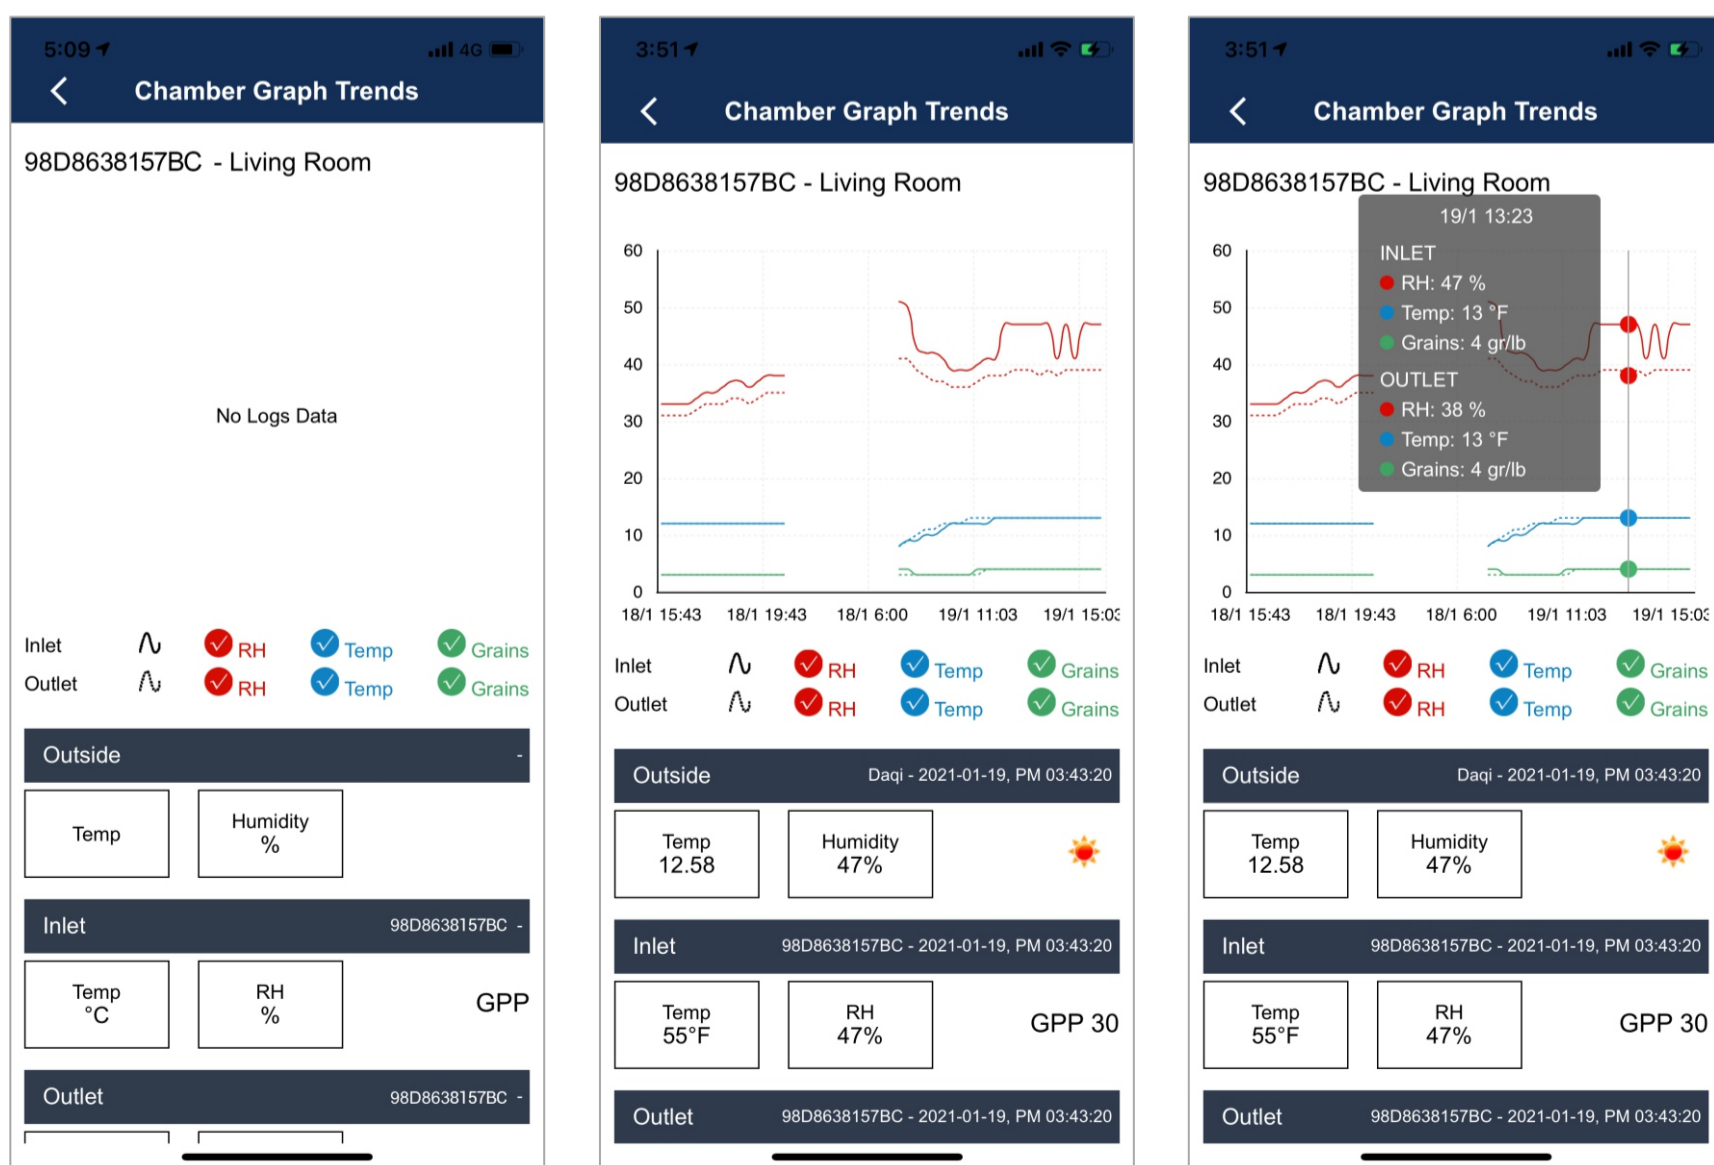 5:09
4G
Chamber Graph Trends
98D8638157BC - Living Room
No Logs Data
Inlet RH Temp Grains
Outlet RH Temp Grains
Outside -
Temp
Humidity
%
Inlet 98D8638157BC -
Temp
°C
RH
%
GPP
Outlet 98D8638157BC -
3:51
Chamber Graph Trends
98D8638157BC - Living Room
60
50
40
30
20
10
0
18/1 15:43 18/1 19:43 18/1 6:00 19/1 11:03 19/1 15:03
Inlet RH Temp Grains
Outlet RH Temp Grains
Outside Daqi - 2021-01-19, PM 03:43:20
Temp
12.58
Humidity
47%
Inlet 98D8638157BC - 2021-01-19, PM 03:43:20
Temp
55°F
RH
47%
GPP 30
Outlet 98D8638157BC - 2021-01-19, PM 03:43:20
3:51
Chamber Graph Trends
98D8638157BC - Living Room
19/1 13:23
INLET
RH: 47 %
Temp: 13 °F
Grains: 4 gr/lb
OUTLET
RH: 38 %
Temp: 13 °F
Grains: 4 gr/lb
60
50
40
30
20
10
0
18/1 15:43 18/1 19:43 18/1 6:00 19/1 11:03 19/1 15:03
Inlet RH Temp Grains
Outlet RH Temp Grains
Outside Daqi - 2021-01-19, PM 03:43:20
Temp
12.58
Humidity
47%
Inlet 98D8638157BC - 2021-01-19, PM 03:43:20
Temp
55°F
RH
47%
GPP 30
Outlet 98D8638157BC - 2021-01-19, PM 03:43:20